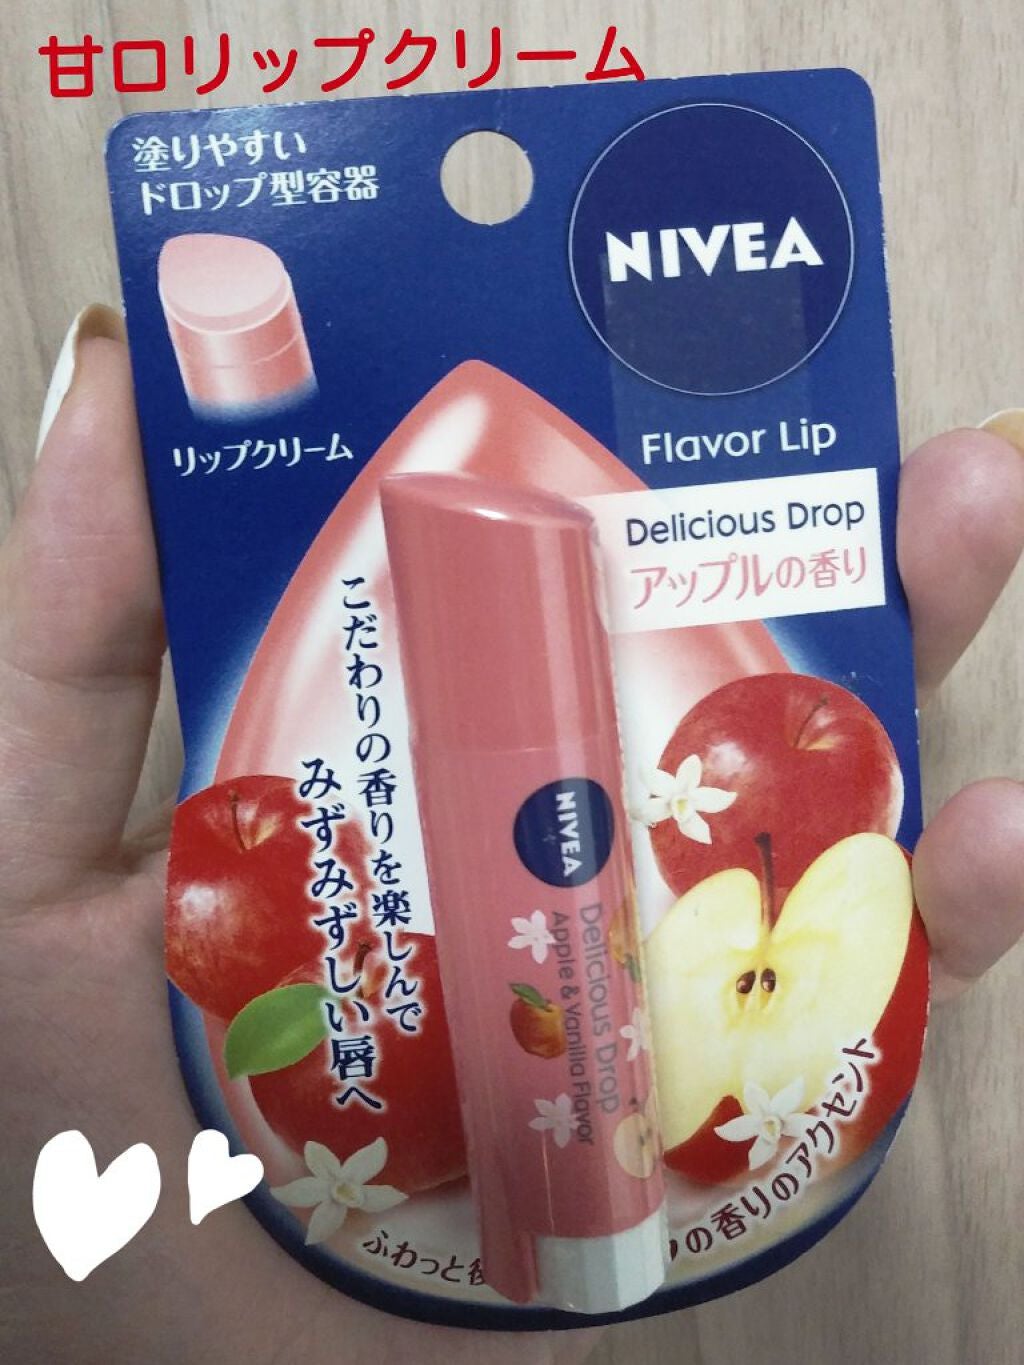 甘口リップクリーム
塗りやすい
ドロップ型容器
リップクリーム
NIVEA
Flavor Lip
Delicious Drop
アップルの香り
こだわりの香りを楽しんで
みずみずしい唇へ
NIVEA
Delicious Drop
Apple & Vanilla Flavor
ふわっと
の香りのアクセント